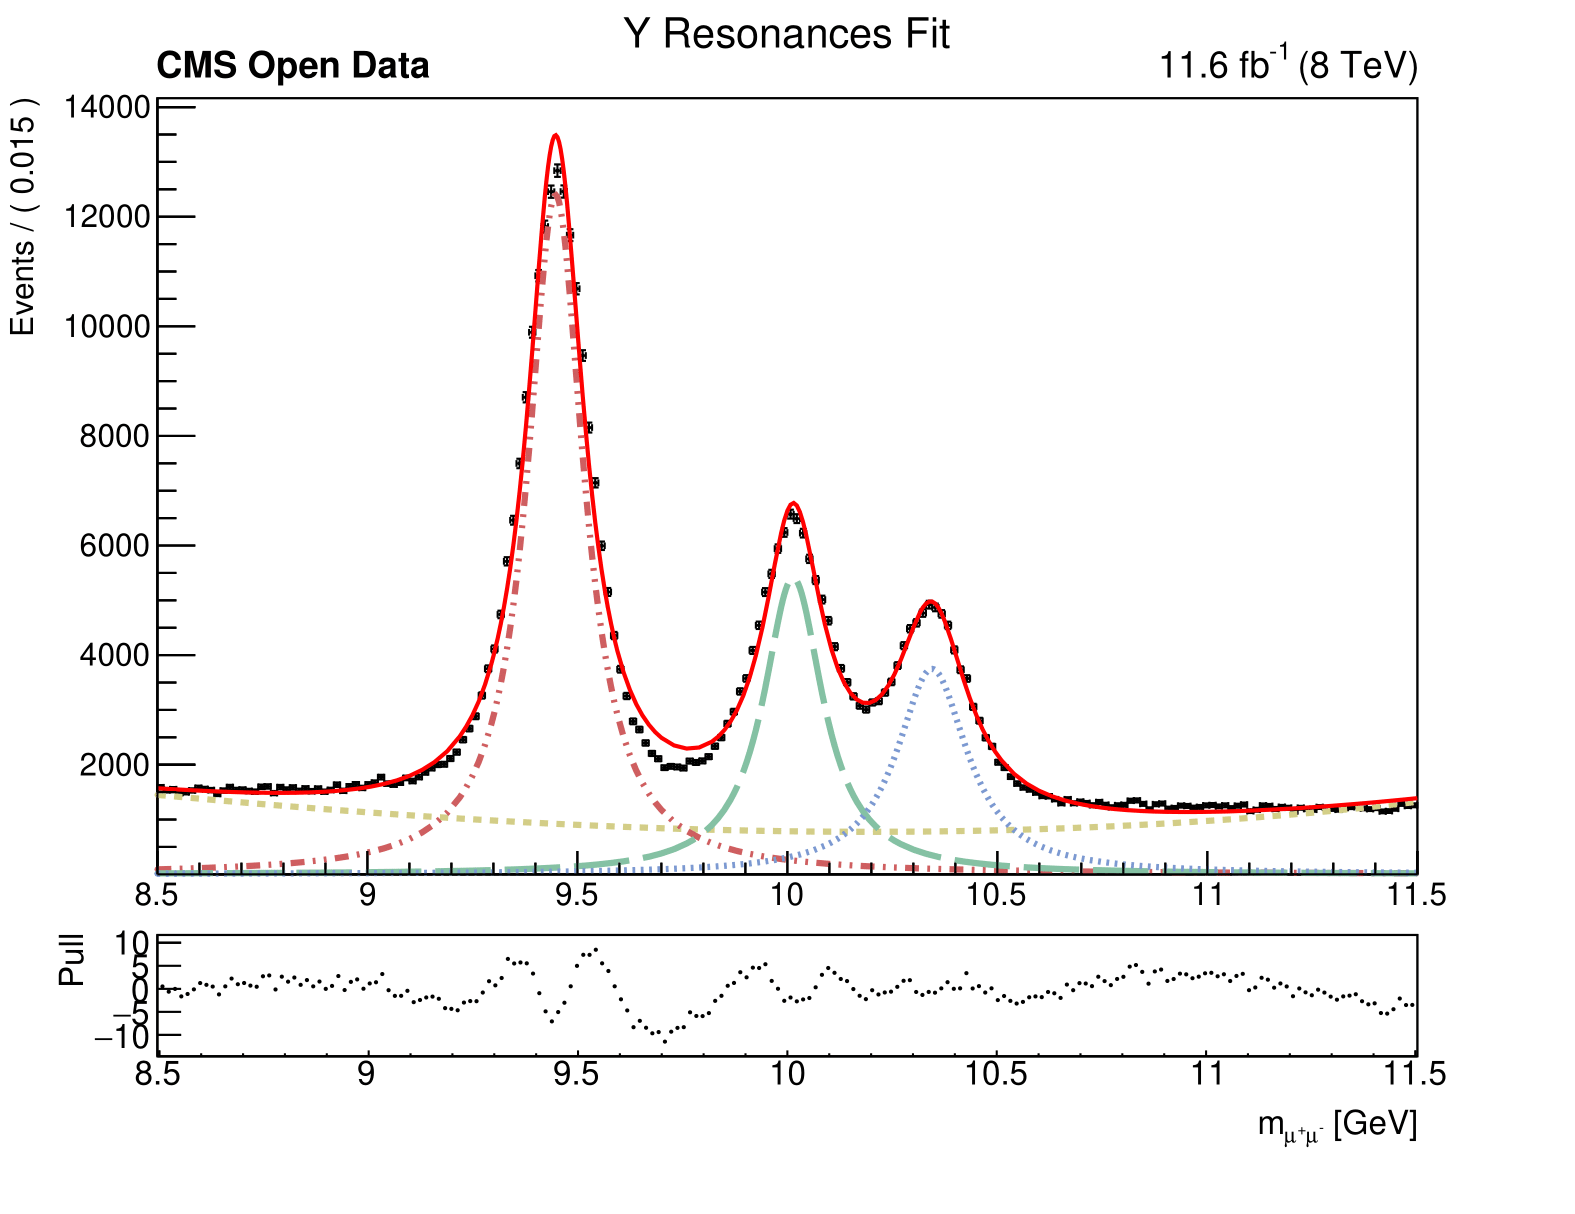 Y Resonances Fit
CMS Open Data
11.6 fb-1 (8 TeV)
Events / ( 0.015 )
14000
12000
10000
8000
6000
4000
2000
8.5 9 9.5 10 10.5 11 11.5
Pull
10
5
0
−5
−10
8.5 9 9.5 10 10.5 11 11.5
mμ+μ- [GeV]